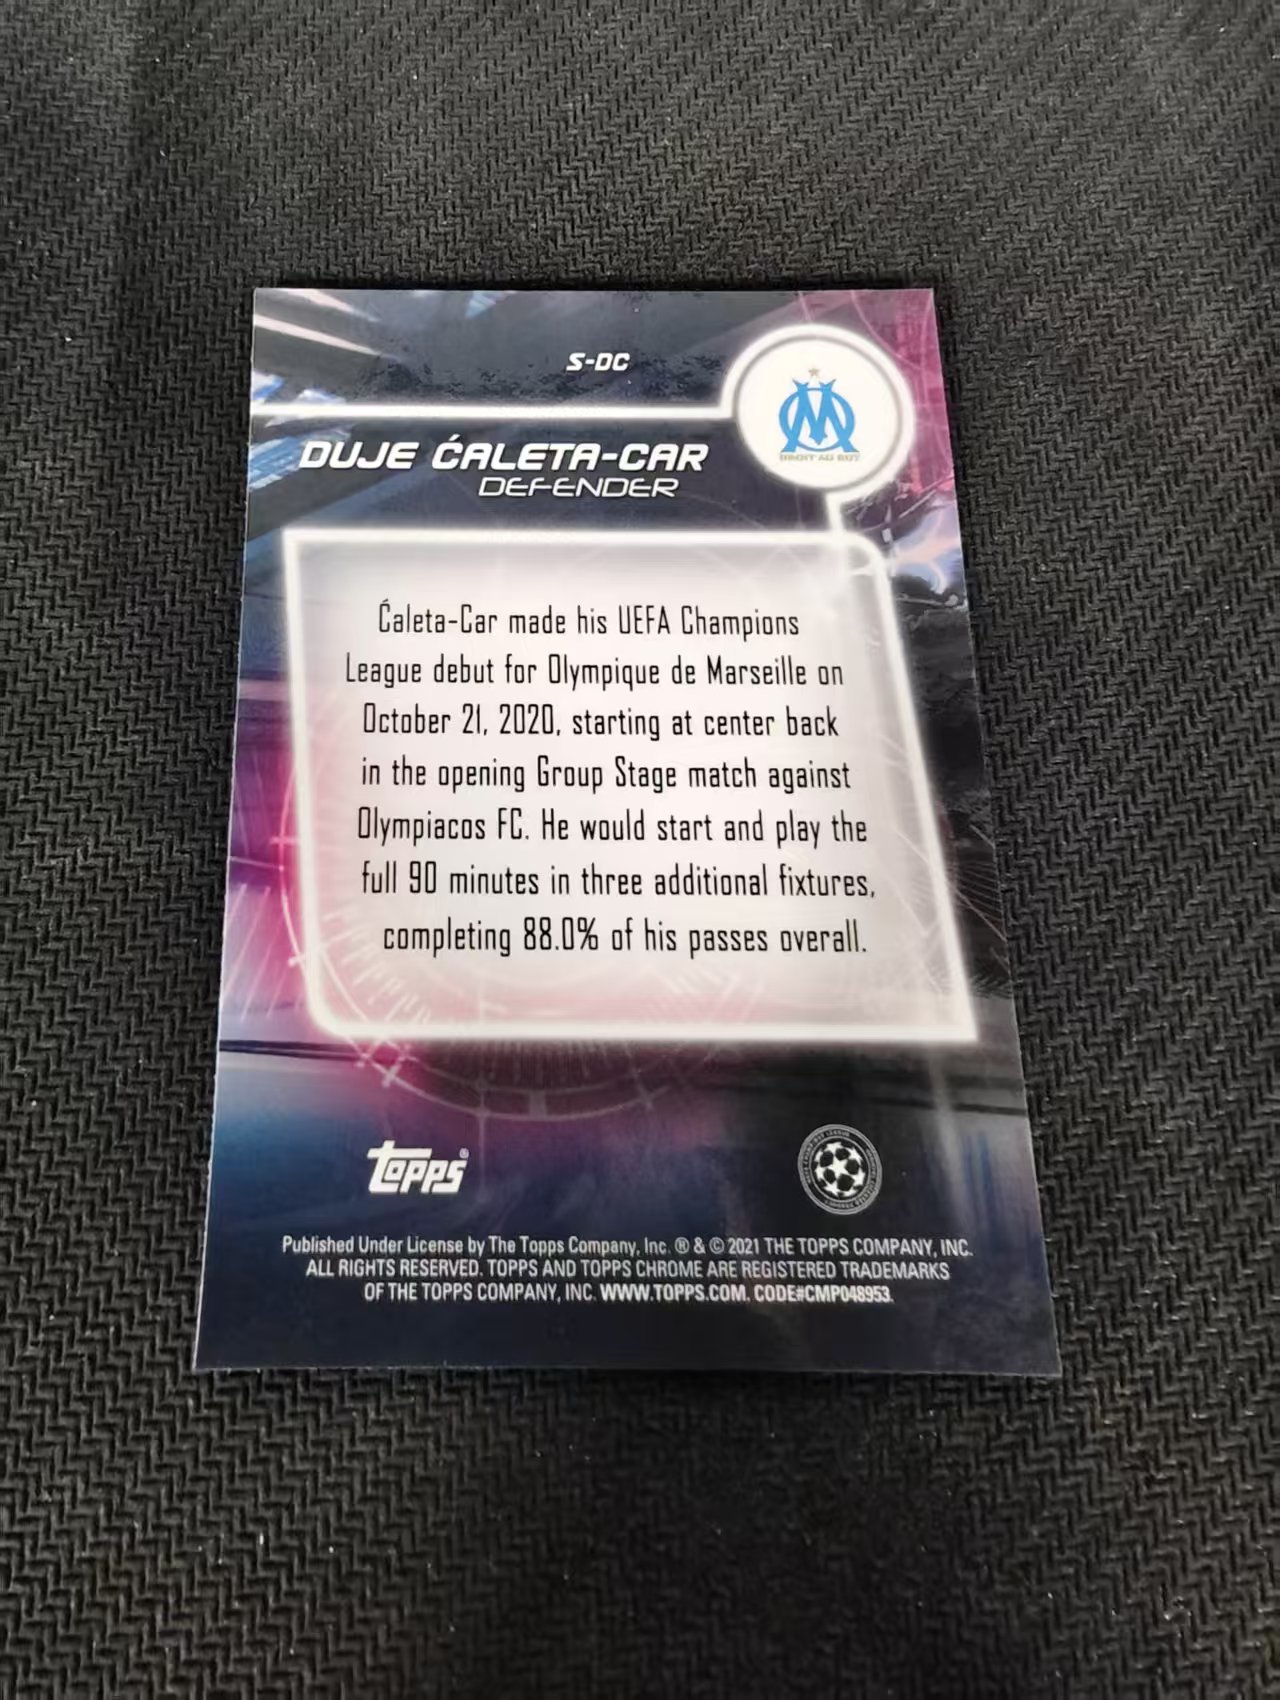 S-DC
DROIT AU BUT
DUJE ĆALETA-CAR
DEFENDER
Ćaleta-Car made his UEFA Champions
League debut for Olympique de Marseille on
October 21, 2020, starting at center back
in the opening Group Stage match against
Olympiacos FC. He would start and play the
full 90 minutes in three additional fixtures,
completing 88.0% of his passes overall.
Topps®
Published Under License by The Topps Company, Inc. ® & © 2021 THE TOPPS COMPANY, INC.
ALL RIGHTS RESERVED. TOPPS AND TOPPS CHROME ARE REGISTERED TRADEMARKS
OF THE TOPPS COMPANY, INC. WWW.TOPPS.COM. CODE#CMP048953.